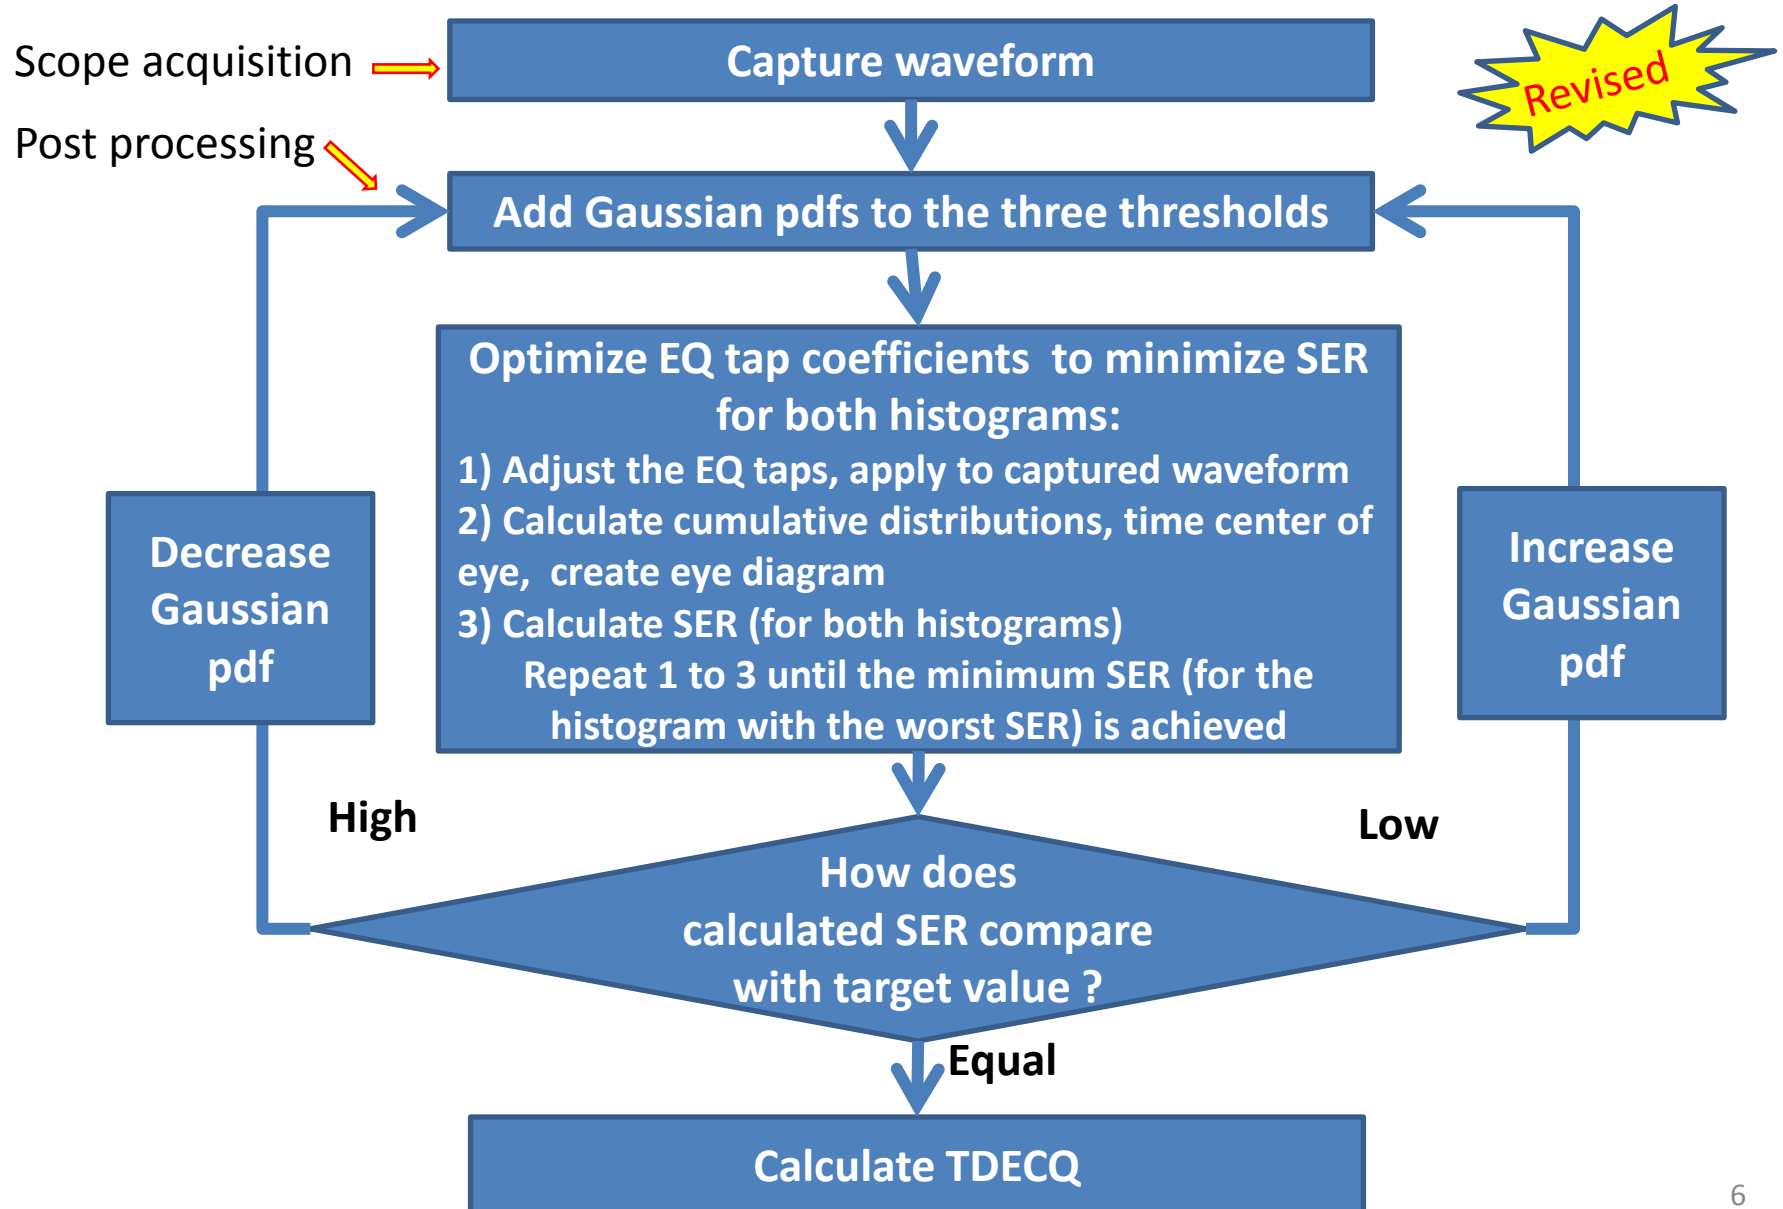 Scope acquisition
Capture waveform
Revised
Post processing
Add Gaussian pdfs to the three thresholds
Optimize EQ tap coefficients  to minimize SER
for both histograms:
1) Adjust the EQ taps, apply to captured waveform
2) Calculate cumulative distributions, time center of
eye,  create eye diagram
3) Calculate SER (for both histograms)
Repeat 1 to 3 until the minimum SER (for the
histogram with the worst SER) is achieved
Decrease
Gaussian
pdf
Increase
Gaussian
pdf
High
Low
How does
calculated SER compare
with target value ?
Equal
Calculate TDECQ
6